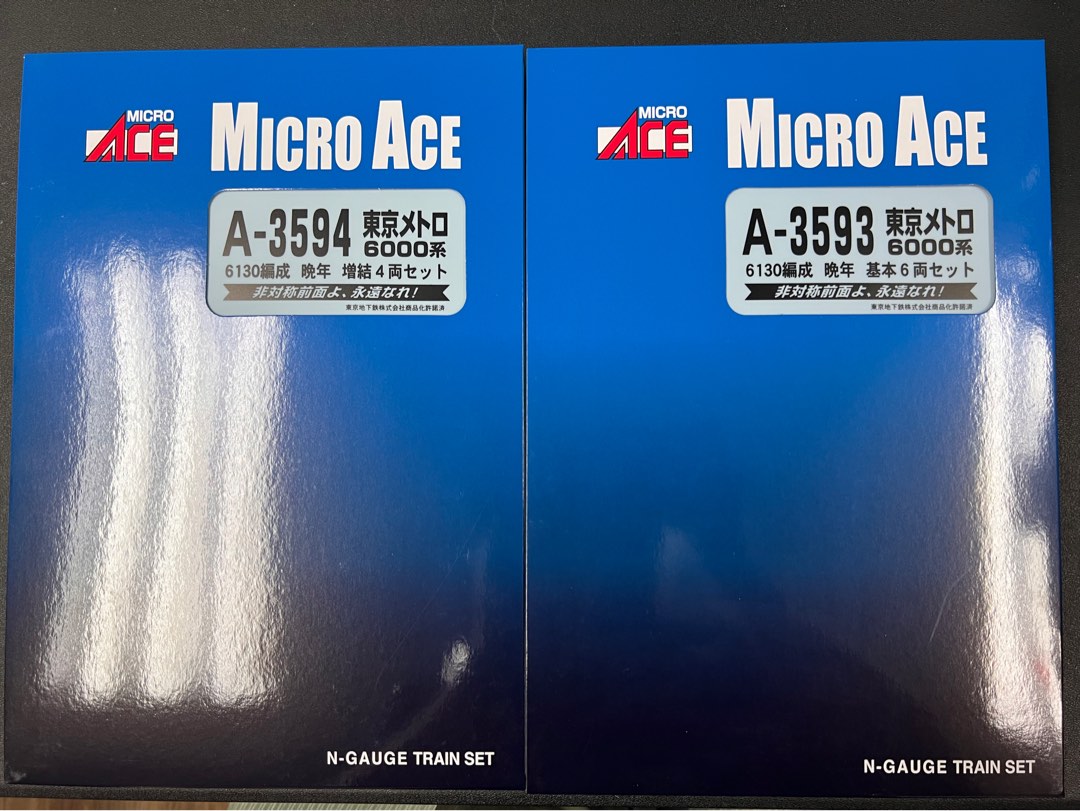 MICRO
ACE
MICRO ACE
A-3594 東京メトロ
6000系
6130編成 晩年 増結4両セット
非対称前面よ、永遠なれ!
東京地下鉄株式会社商品化許諾済
N-GAUGE TRAIN SET
MICRO
ACE
MICRO ACE
A-3593 東京メトロ
6000系
6130編成 晩年 基本6両セット
非対称前面よ、永遠なれ!
東京地下鉄株式会社商品化許諾済
N-GAUGE TRAIN SET